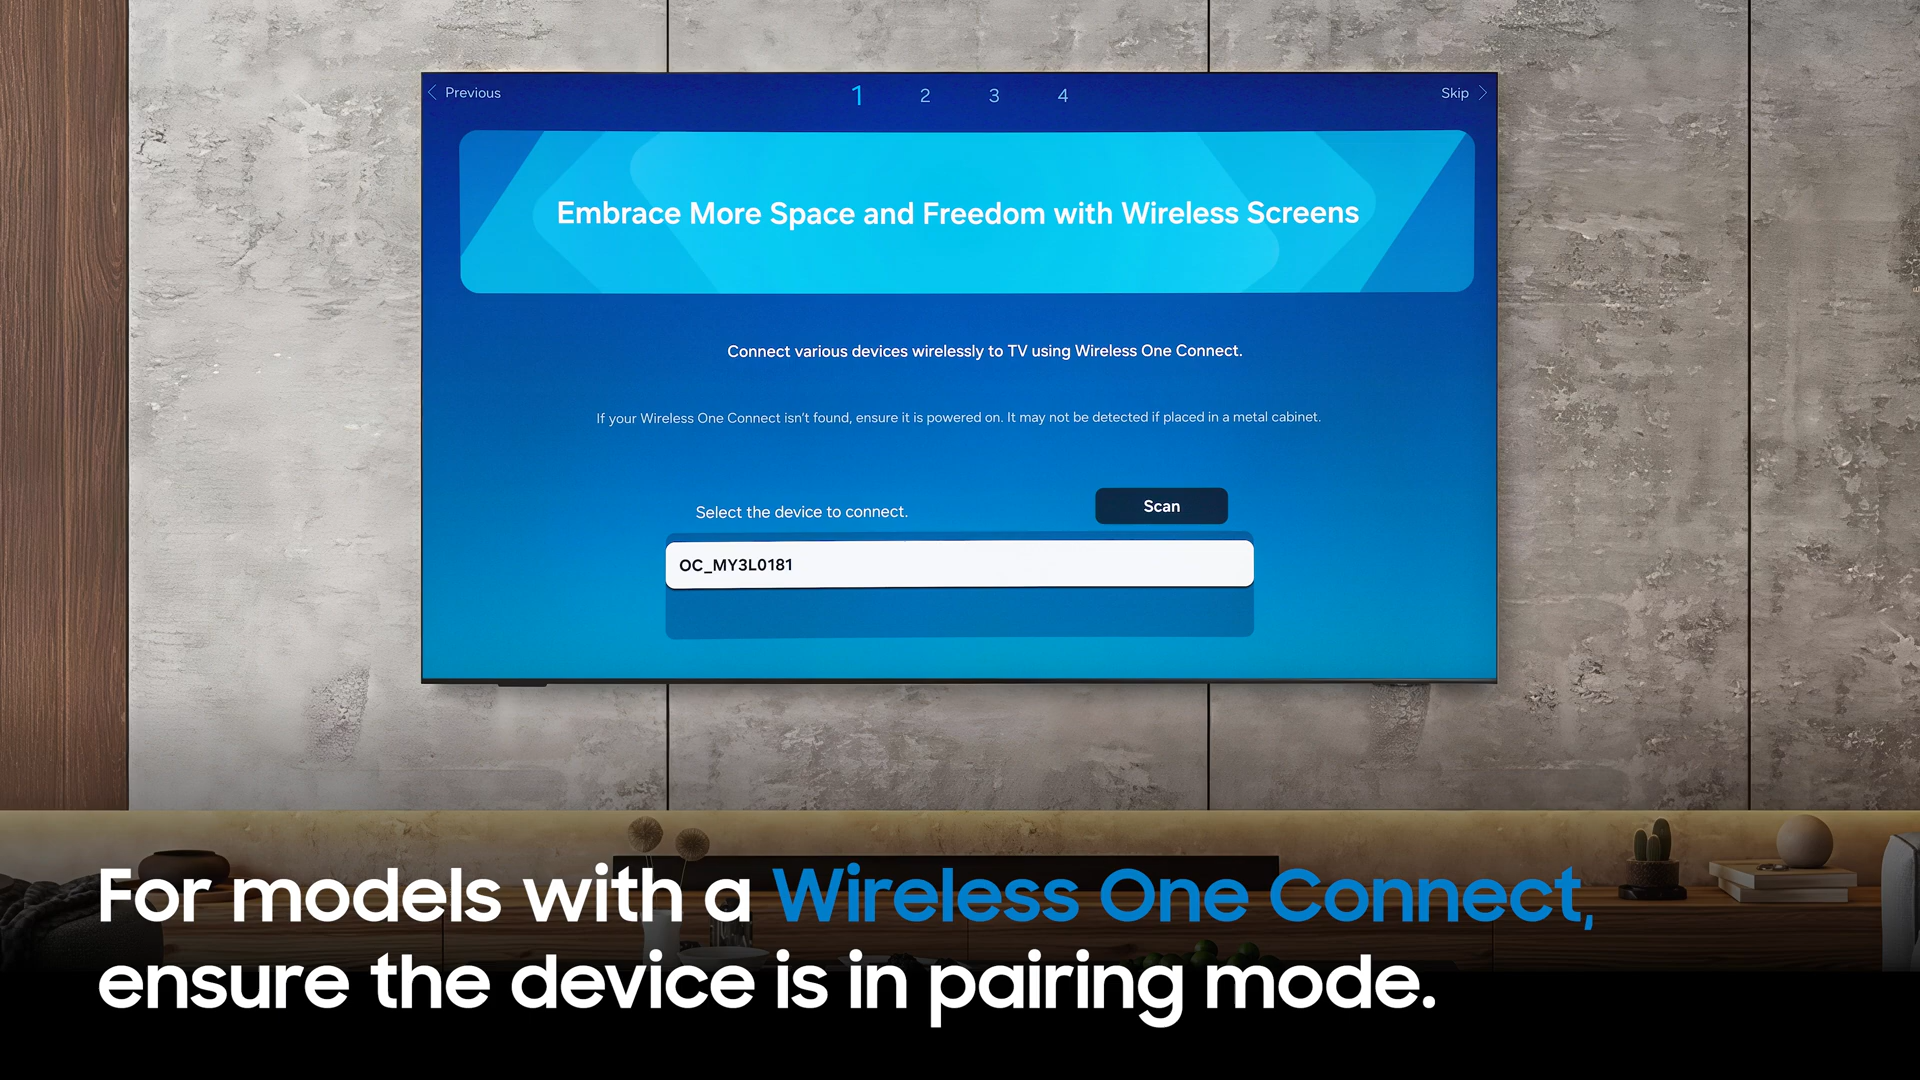 Previous
1 2 3 4
Skip
Embrace More Space and Freedom with Wireless Screens
Connect various devices wirelessly to TV using Wireless One Connect.
If your Wireless One Connect isn't found, ensure it is powered on. It may not be detected if placed in a metal cabinet.
Select the device to connect.
Scan
OC_MY3L0181
For models with a Wireless One Connect,
ensure the device is in pairing mode.